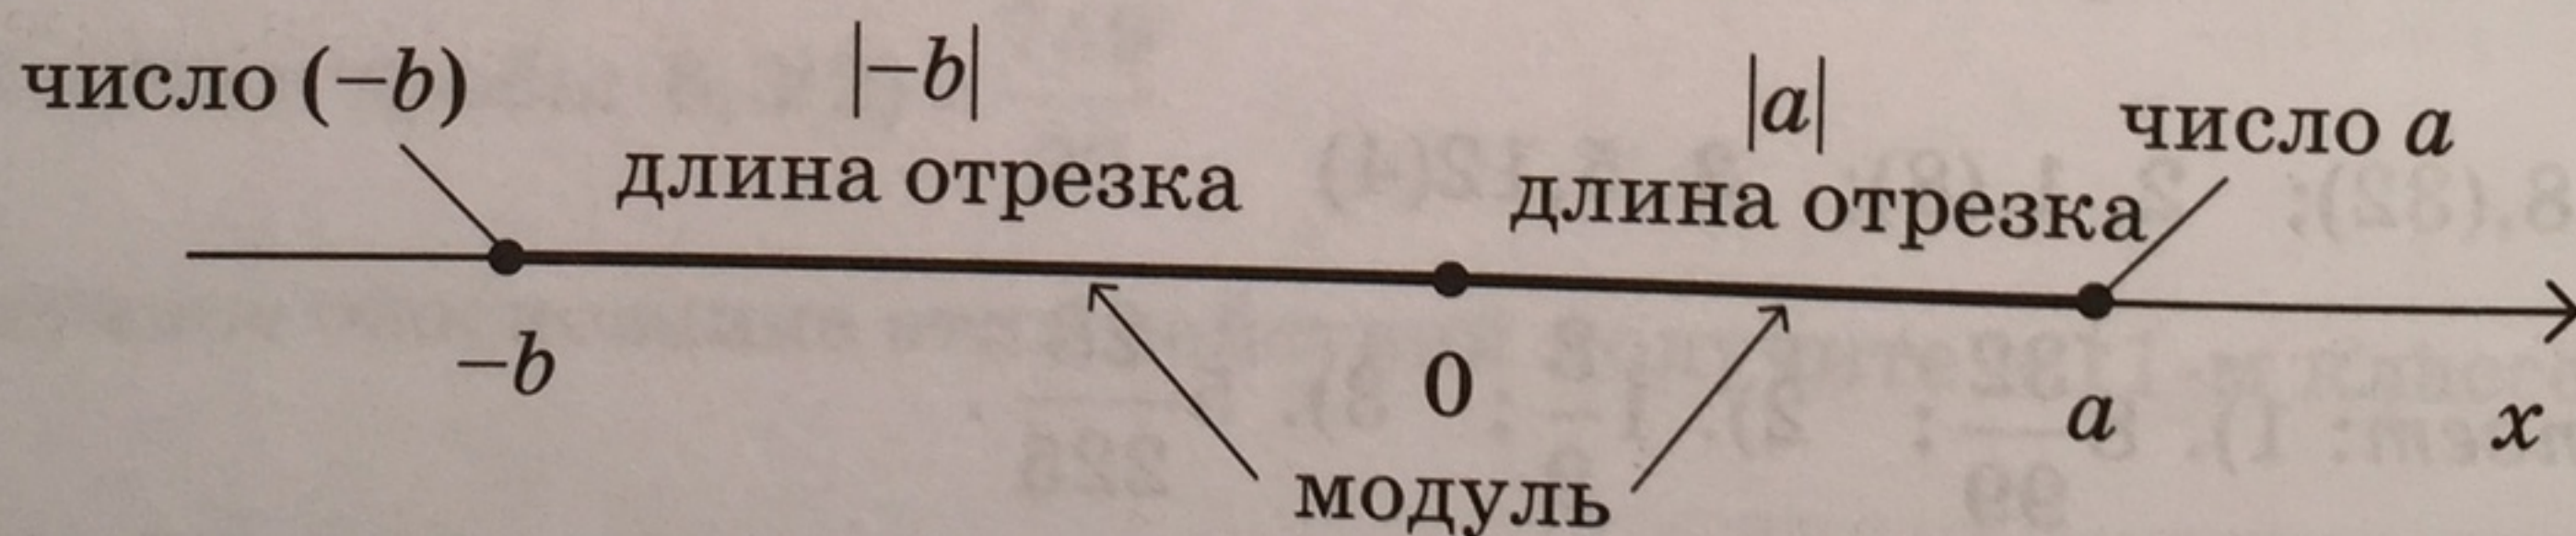 число (−b)
|−b|
длина отрезка
|a|
длина отрезка
число a
−b
0
a
x
модуль